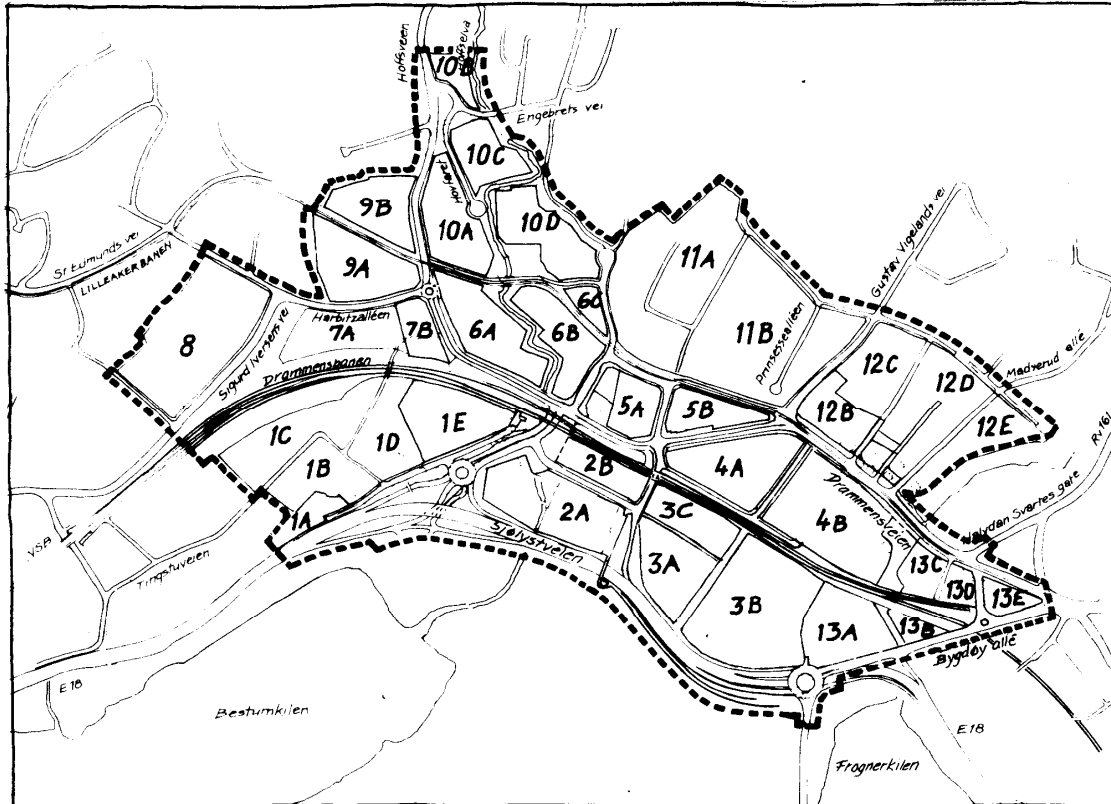 Hoffsveien
Hoffselva
10B
Engebrets vei
10C
Hovfaret
9B
10A
10D
St Edmunds vei
LILLEAKERBANEN
9A
11A
Gustav Vigelands vei
6C
Harbitzalléen
8
7A
7B
6A
6B
11B
Prinsessealléen
Sigurd Iversens vei
Drammensbanen
12C
12D
Madserud allé
5A
5B
12B
12E
Rv 161
1C
1D
1E
1B
2B
4A
Drammensveien
Halvdan Svartes gate
1A
2A
3C
4B
VSB
Tingstuveien
Sjølystveien
3A
13C
13D
13E
3B
13A
13B
Bygdøy allé
E18
Bestumkilen
E18
Frognerkilen